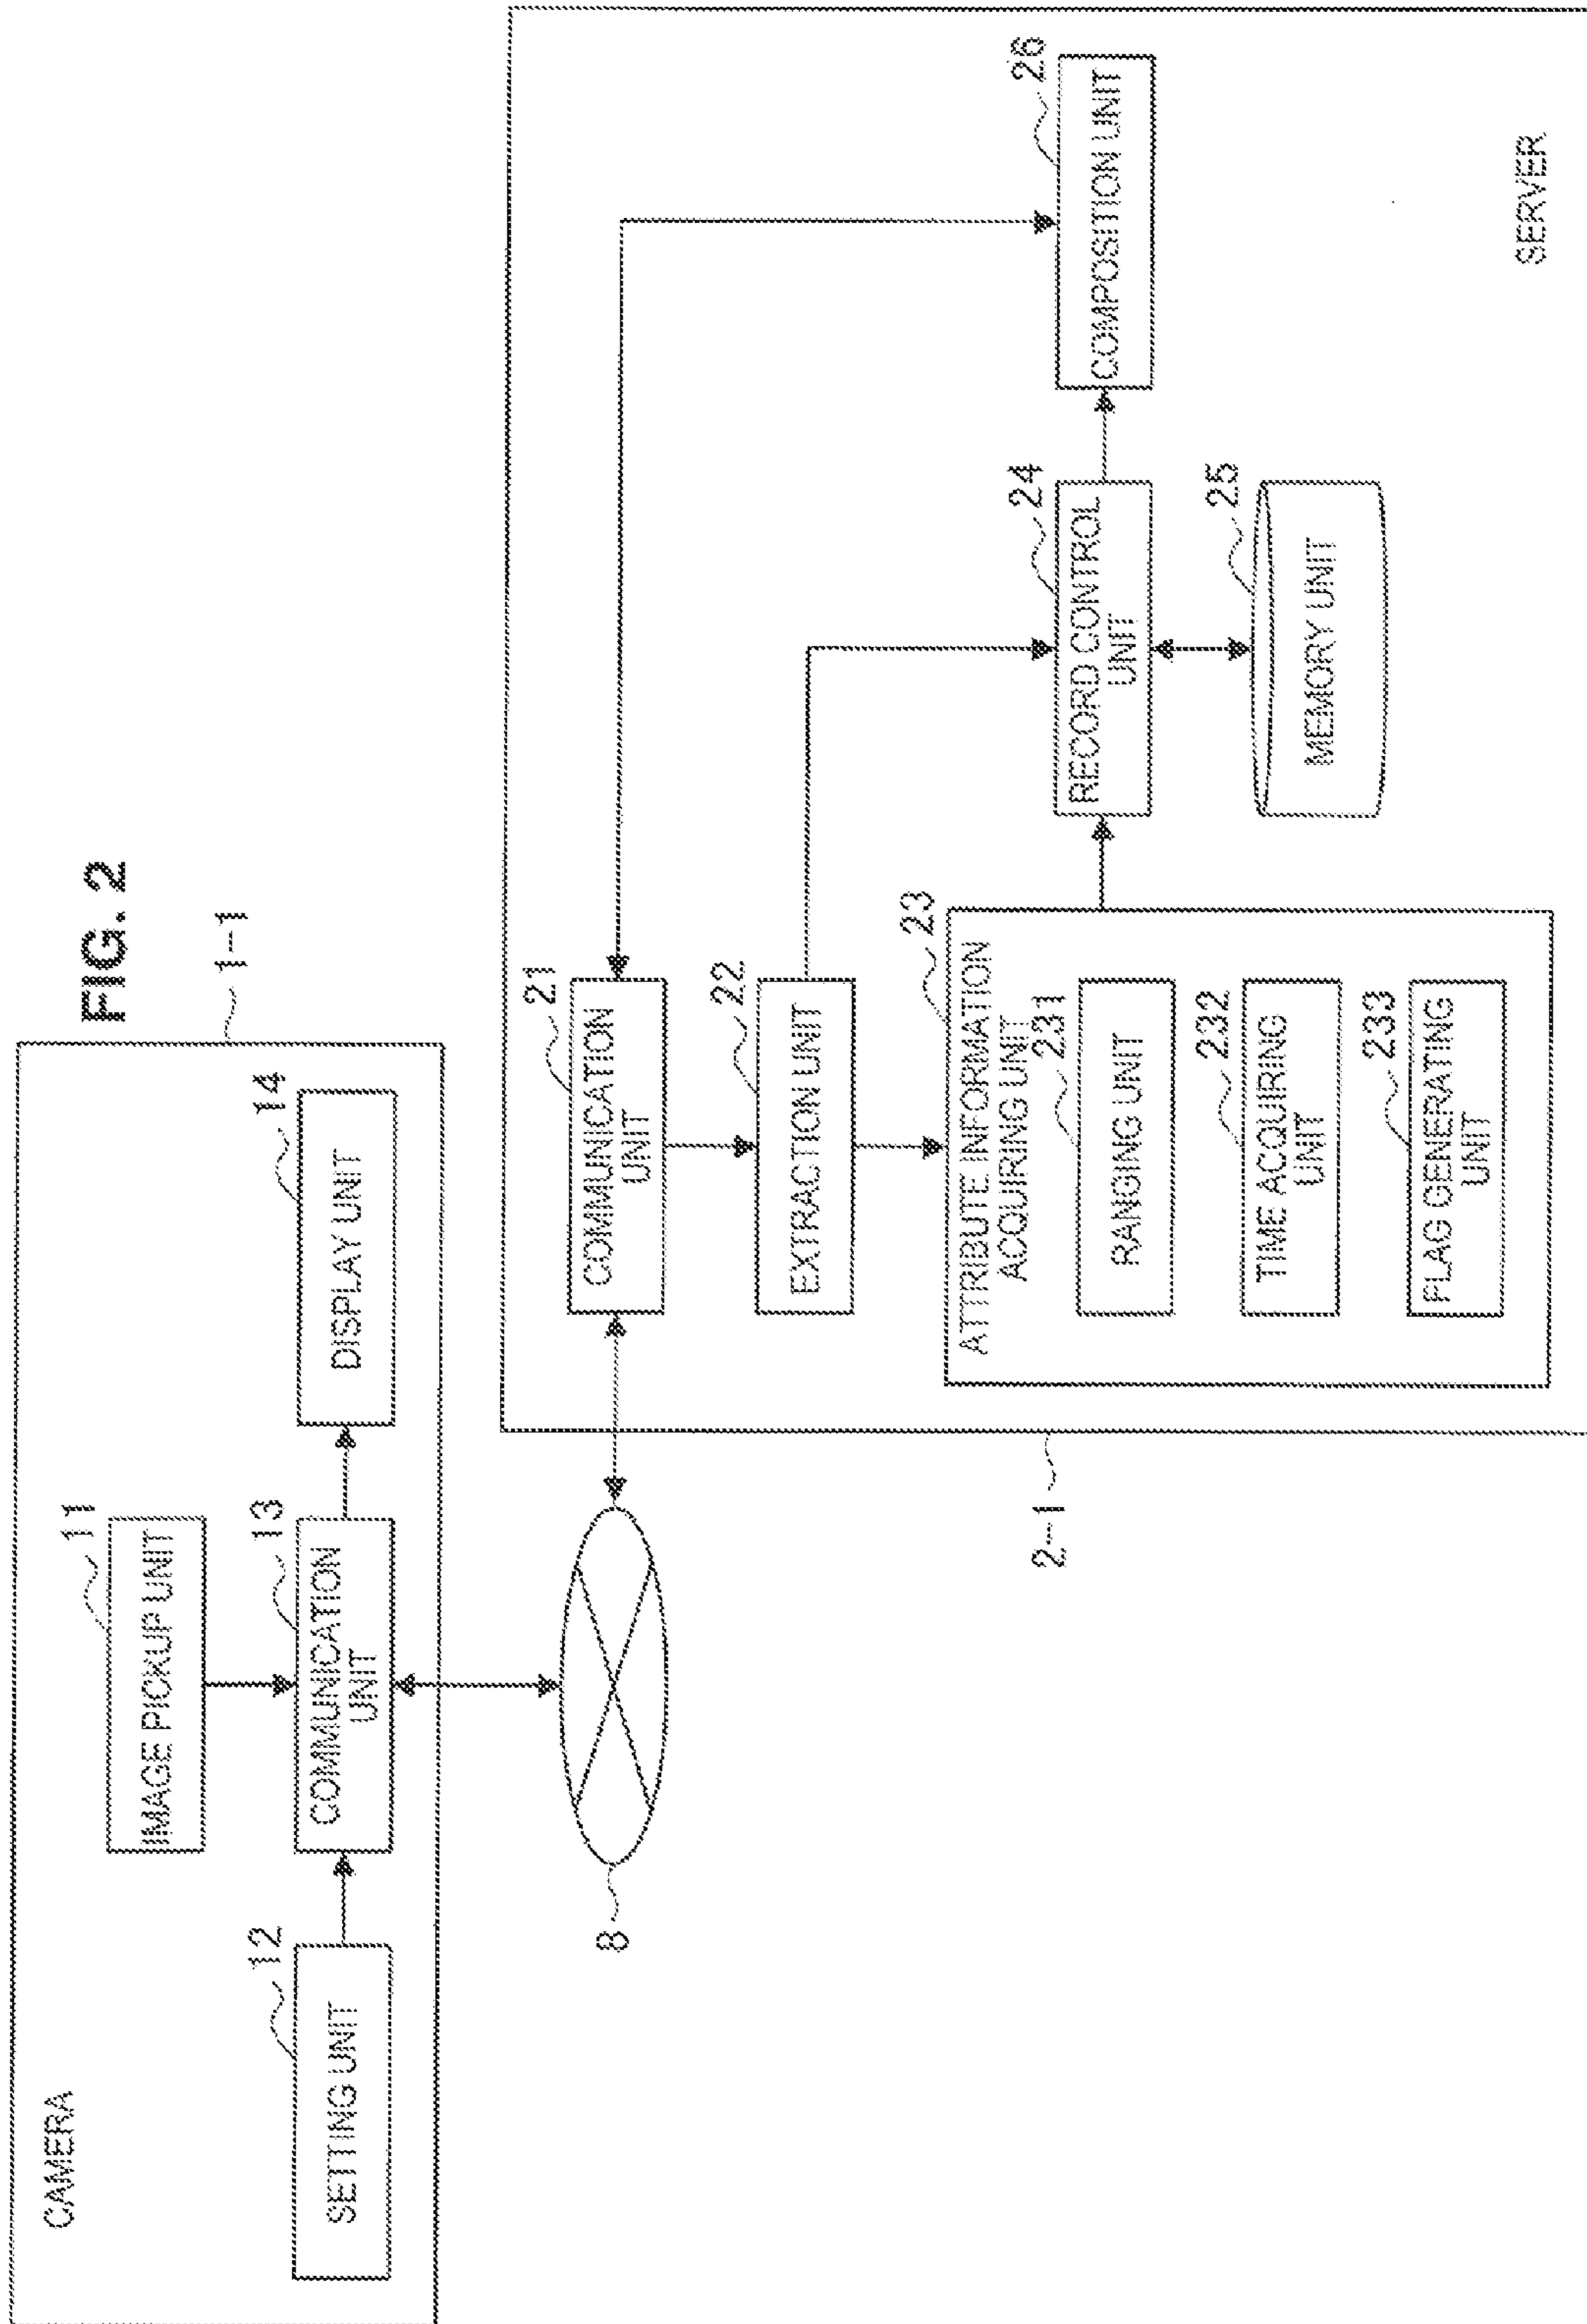 FIG. 2
CAMERA
1-1
11
IMAGE PICKUP UNIT
12
SETTING UNIT
13
COMMUNICATION
UNIT
14
DISPLAY UNIT
8
2-1
21
COMMUNICATION
UNIT
22
EXTRACTION UNIT
23
ATTRIBUTE INFORMATION
ACQUIRING UNIT
231
RANGING UNIT
232
TIME ACQUIRING
UNIT
233
FLAG GENERATING
UNIT
24
RECORD CONTROL
UNIT
25
MEMORY UNIT
26
COMPOSITION UNIT
SERVER